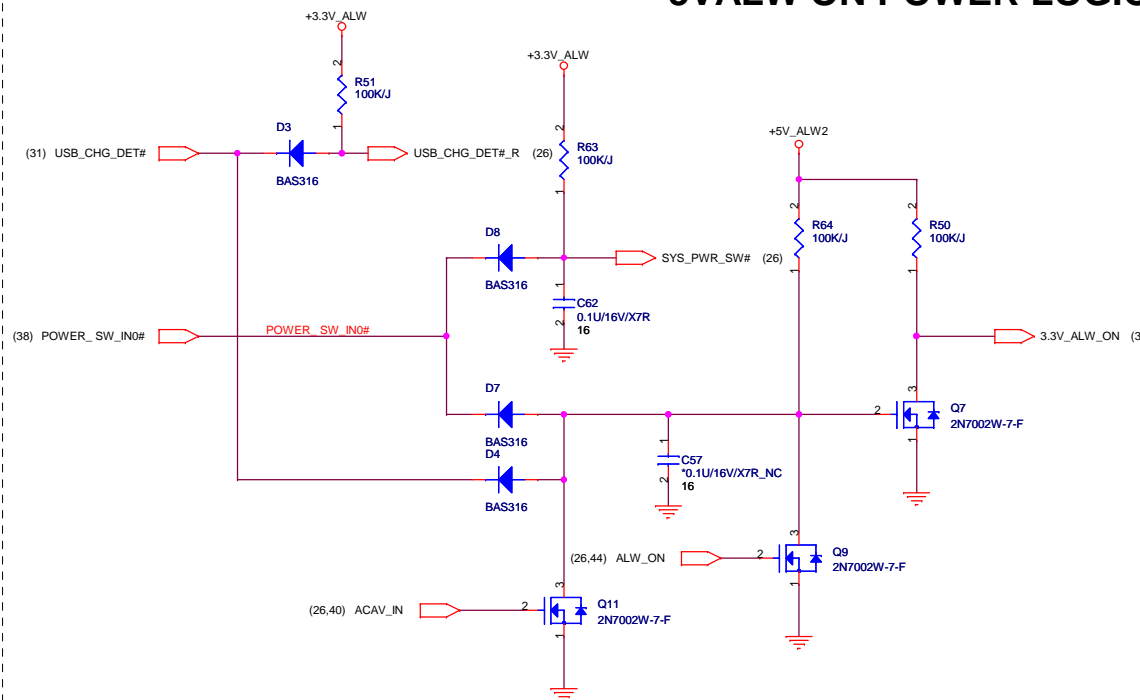 +3.3V_ALW
2
R51
100K/J
1
D3
(31) USB_CHG_DET#
USB_CHG_DET#_R (26)
BAS316
+3.3V_ALW
2
R63
100K/J
1
+5V_ALW2
2
R64
100K/J
1
2
R50
100K/J
1
D8
BAS316
SYS_PWR_SW# (26)
1
C62
0.1U/16V/X7R
2
16
(38) POWER_ SW_IN0#
POWER_ SW_IN0#
3.3V_ALW_ON (3
D7
BAS316
3
2
Q7
2N7002W-7-F
1
D4
BAS316
1
C57
*0.1U/16V/X7R_NC
2
16
(26,44) ALW_ON
3
2
Q9
2N7002W-7-F
1
(26,40) ACAV_IN
3
2
Q11
2N7002W-7-F
1